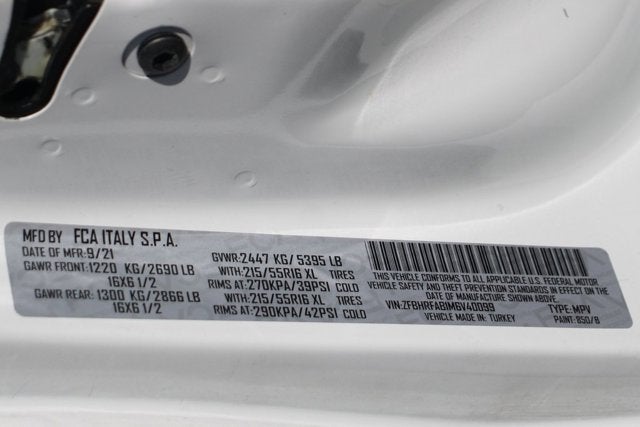 MFD BY FCA ITALY S.P.A.
DATE OF MFR: 9/21 GVWR: 2447 KG/ 5395 LB
GAWR FRONT: 1220 KG/2690 LB WITH: 215/55R16 XL TIRES
16X6 1/2 RIMS AT: 270KPA/39PSI COLD
GAWR REAR: 1300 KG/2866 LB WITH: 215/55R16 XL TIRES
16X6 1/2 RIMS AT: 290KPA/42PSI COLD
THIS VEHICLE CONFORMS TO ALL APPLICABLE U.S. FEDERAL MOTOR
VEHICLE SAFETY AND THEFT PREVENTION STANDARDS IN EFFECT ON THE
DATE OF MANUFACTURE SHOWN ABOVE.
VIN: ZFBHRFAB0M6V40099 TYPE: MPV
VEHICLE MADE IN: TURKEY PAINT: 850/B